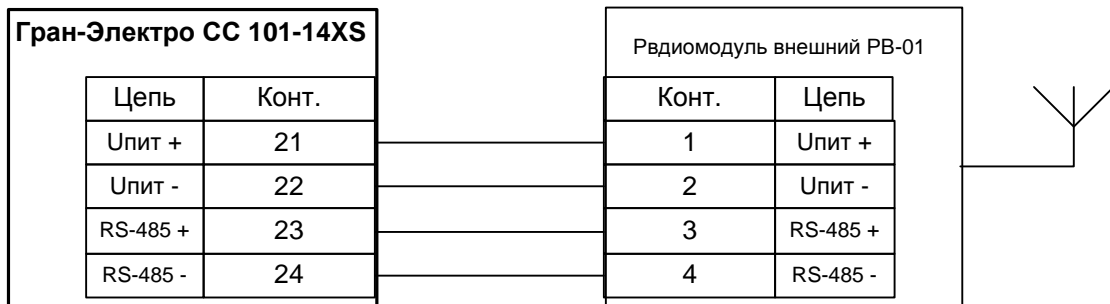 Гран-Электро СС 101-14XS
Рвдиомодуль внешний РВ-01
Цепь Конт. Конт. Цепь
Uпит + 21 1 Uпит +
Uпит - 22 2 Uпит -
RS-485 + 23 3 RS-485 +
RS-485 - 24 4 RS-485 -